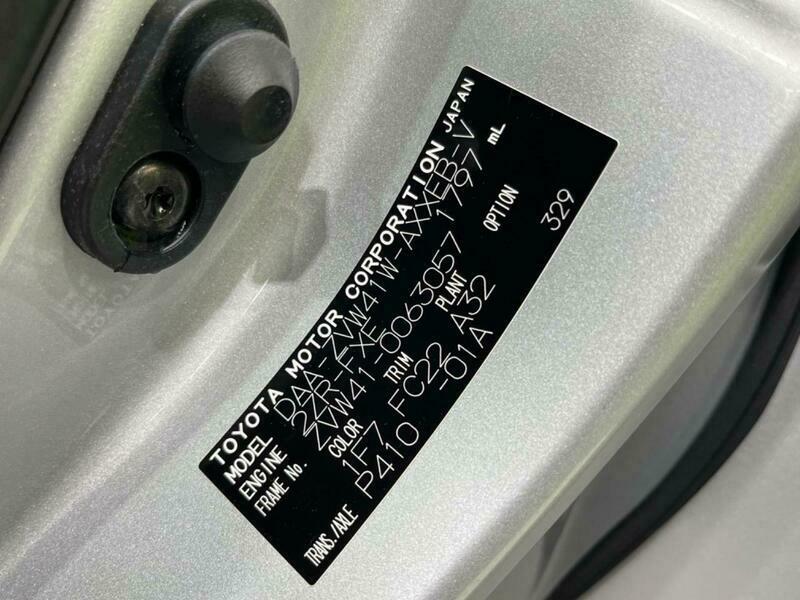 TOYOTA MOTOR CORPORATION JAPAN
MODEL DAA-ZVW41W-AXXEB-V
ENGINE 2ZR-FXE 1797 mL
FRAME No. ZVW41-0063057
COLOR TRIM PLANT OPTION
1F7 FC22 A32 329
TRANS./AXLE P410 -01A